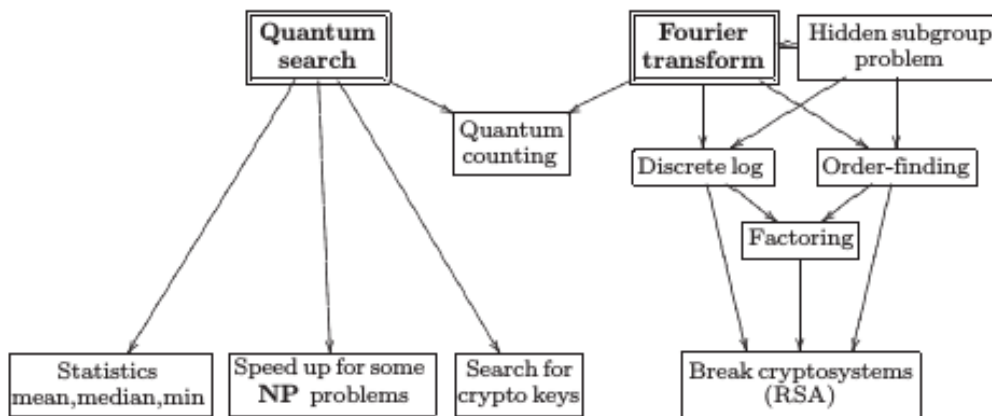 Quantum
search
Fourier
transform
Hidden subgroup
problem
Quantum
counting
Discrete log
Order-finding
Factoring
Statistics
mean,median,min
Speed up for some
NP problems
Search for
crypto keys
Break cryptosystems
(RSA)